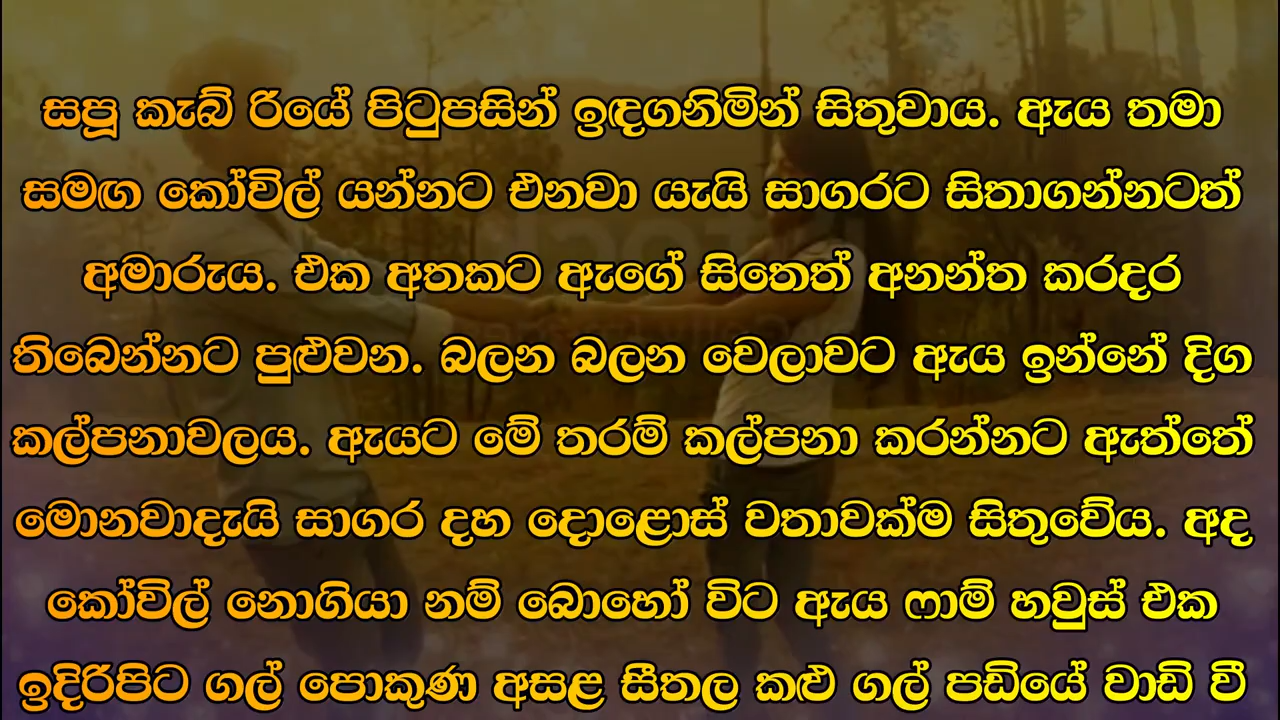 සපූ කැබ් රියේ පිටුපසින් ඉඳගනිමින් සිතුවාය. ඇය තමා
සමඟ කෝවිල් යන්නට එනවා යැයි සාගරට සිතාගන්නටත්
අමාරුය. එක අතකට ඇගේ සිතෙත් අනන්ත කරදර
තිබෙන්නට පුළුවන. බලන බලන වෙලාවට ඇය ඉන්නේ දිග
කල්පනාවලය. ඇයට මේ තරම් කල්පනා කරන්නට ඇත්තේ
මොනවාදැයි සාගර දහ දොළොස් වතාවක්ම සිතුවේය. අද
කෝවිල් නොගියා නම් බොහෝ විට ඇය ෆාම් හවුස් එක
ඉදිරිපිට ගල් පොකුණ අසළ සීතල කළු ගල් පඩියේ වාඩි වී